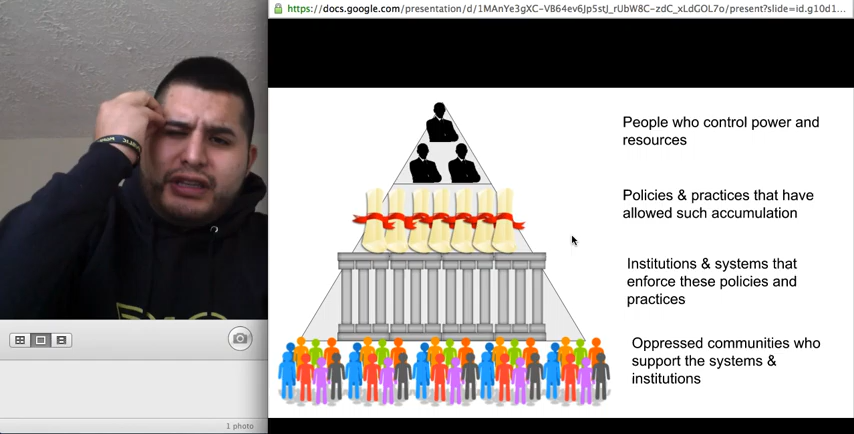 https://docs.google.com/presentation/d/1MAnYe3gXC-VB64ev6Jp5stJ_rUbW8C-zdC_xLdGOL7o/present?slide=id.g10d1...
People who control power and
resources
Policies & practices that have
allowed such accumulation
Institutions & systems that
enforce these policies and
practices
Oppressed communities who
support the systems &
institutions
1 photo